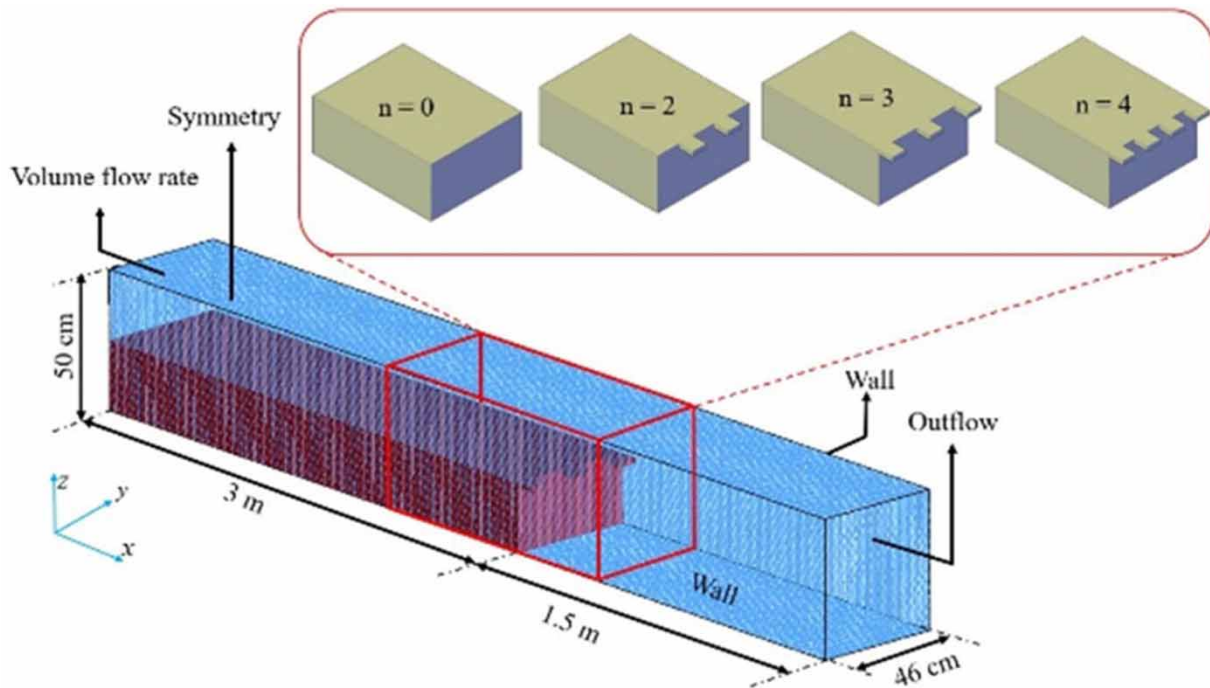 n = 0
n = 2
n = 3
n = 4
Symmetry
Volume flow rate
50 cm
Wall
Outflow
z
y
x
3 m
Wall
1.5 m
46 cm